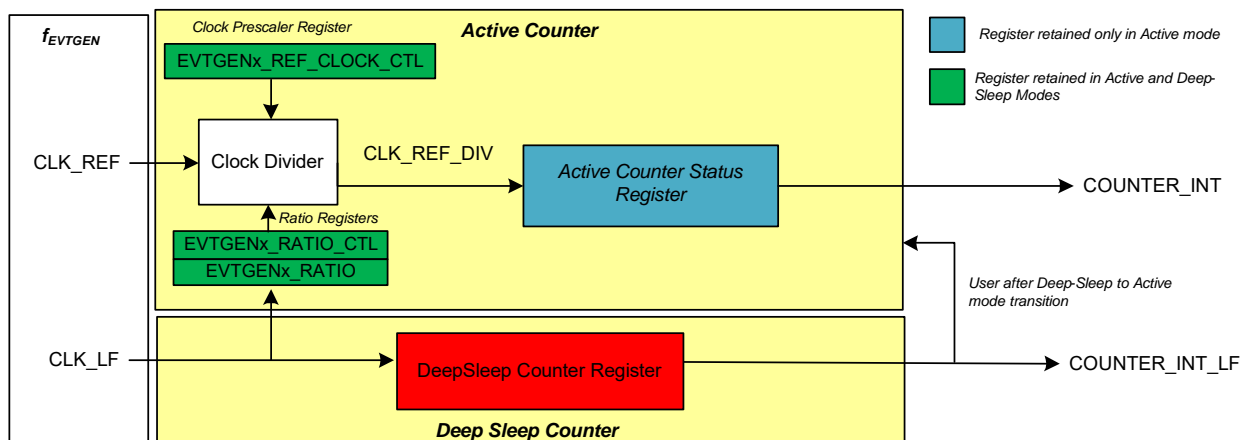 fEVTGEN
Clock Prescaler Register
Active Counter
EVTGENx_REF_CLOCK_CTL
Register retained only in Active mode
Register retained in Active and Deep-
Sleep Modes
CLK_REF
Clock Divider
CLK_REF_DIV
Active Counter Status
Register
COUNTER_INT
Ratio Registers
EVTGENx_RATIO_CTL
EVTGENx_RATIO
User after Deep-Sleep to Active
mode transition
CLK_LF
DeepSleep Counter Register
COUNTER_INT_LF
Deep Sleep Counter